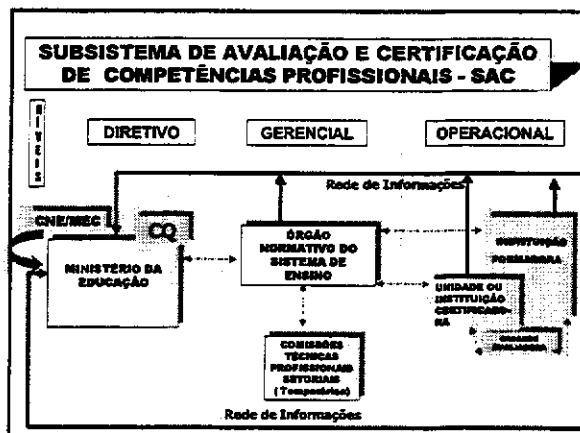 SUBSISTEMA DE AVALIAÇÃO E CERTIFICAÇÃO
DE COMPETÊNCIAS PROFISSIONAIS - SAC
NÍVEIS
DIRETIVO
GERENCIAL
OPERACIONAL
Rede de Informações
CNE/MEC
CQ
MINISTÉRIO DA
EDUCAÇÃO
ÓRGÃO
NORMATIVO DO
SISTEMA DE
ENSINO
INSTITUIÇÃO
FORMADORA
UNIDADE OU
INSTITUIÇÃO
CERTIFICADO-
RA
COMISSÕES
TÉCNICAS
PROFISSIONAIS
SETORIAIS
(Temporárias)
Rede de Informações